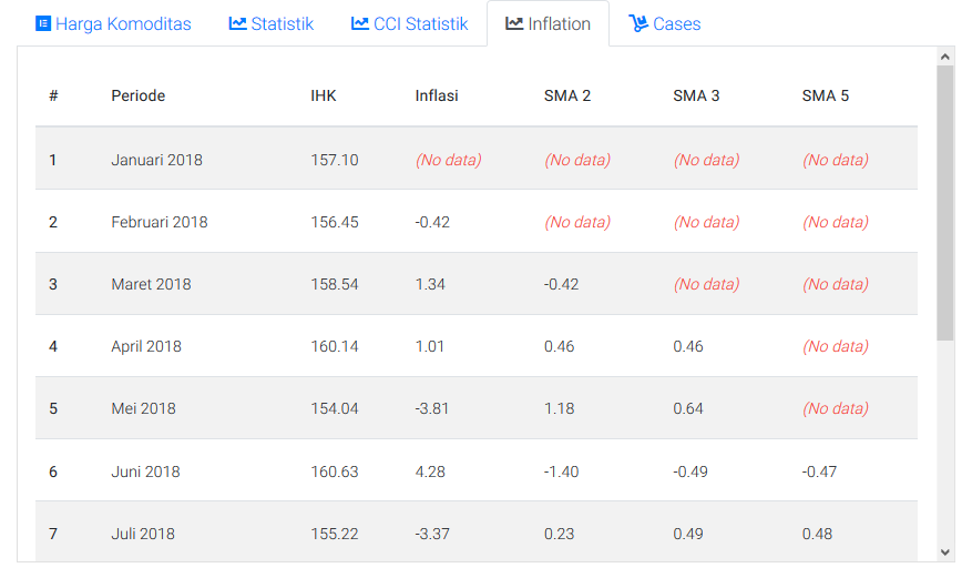 Harga Komoditas Statistik CCI Statistik Inflation Cases
# Periode IHK Inflasi SMA 2 SMA 3 SMA 5
1 Januari 2018 157.10 (No data) (No data) (No data) (No data)
2 Februari 2018 156.45 -0.42 (No data) (No data) (No data)
3 Maret 2018 158.54 1.34 -0.42 (No data) (No data)
4 April 2018 160.14 1.01 0.46 0.46 (No data)
5 Mei 2018 154.04 -3.81 1.18 0.64 (No data)
6 Juni 2018 160.63 4.28 -1.40 -0.49 -0.47
7 Juli 2018 155.22 -3.37 0.23 0.49 0.48